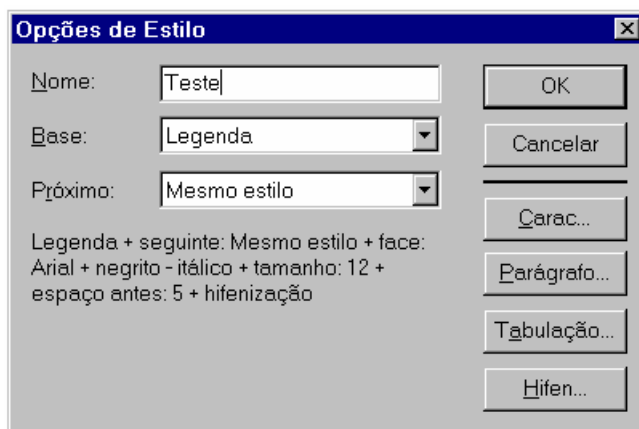 Opções de Estilo
Nome: Teste
OK
Base: Legenda
Cancelar
Próximo: Mesmo estilo
Carac...
Legenda + seguinte: Mesmo estilo + face:
Arial + negrito - itálico + tamanho: 12 +
espaço antes: 5 + hifenização
Parágrafo...
Tabulação...
Hifen...